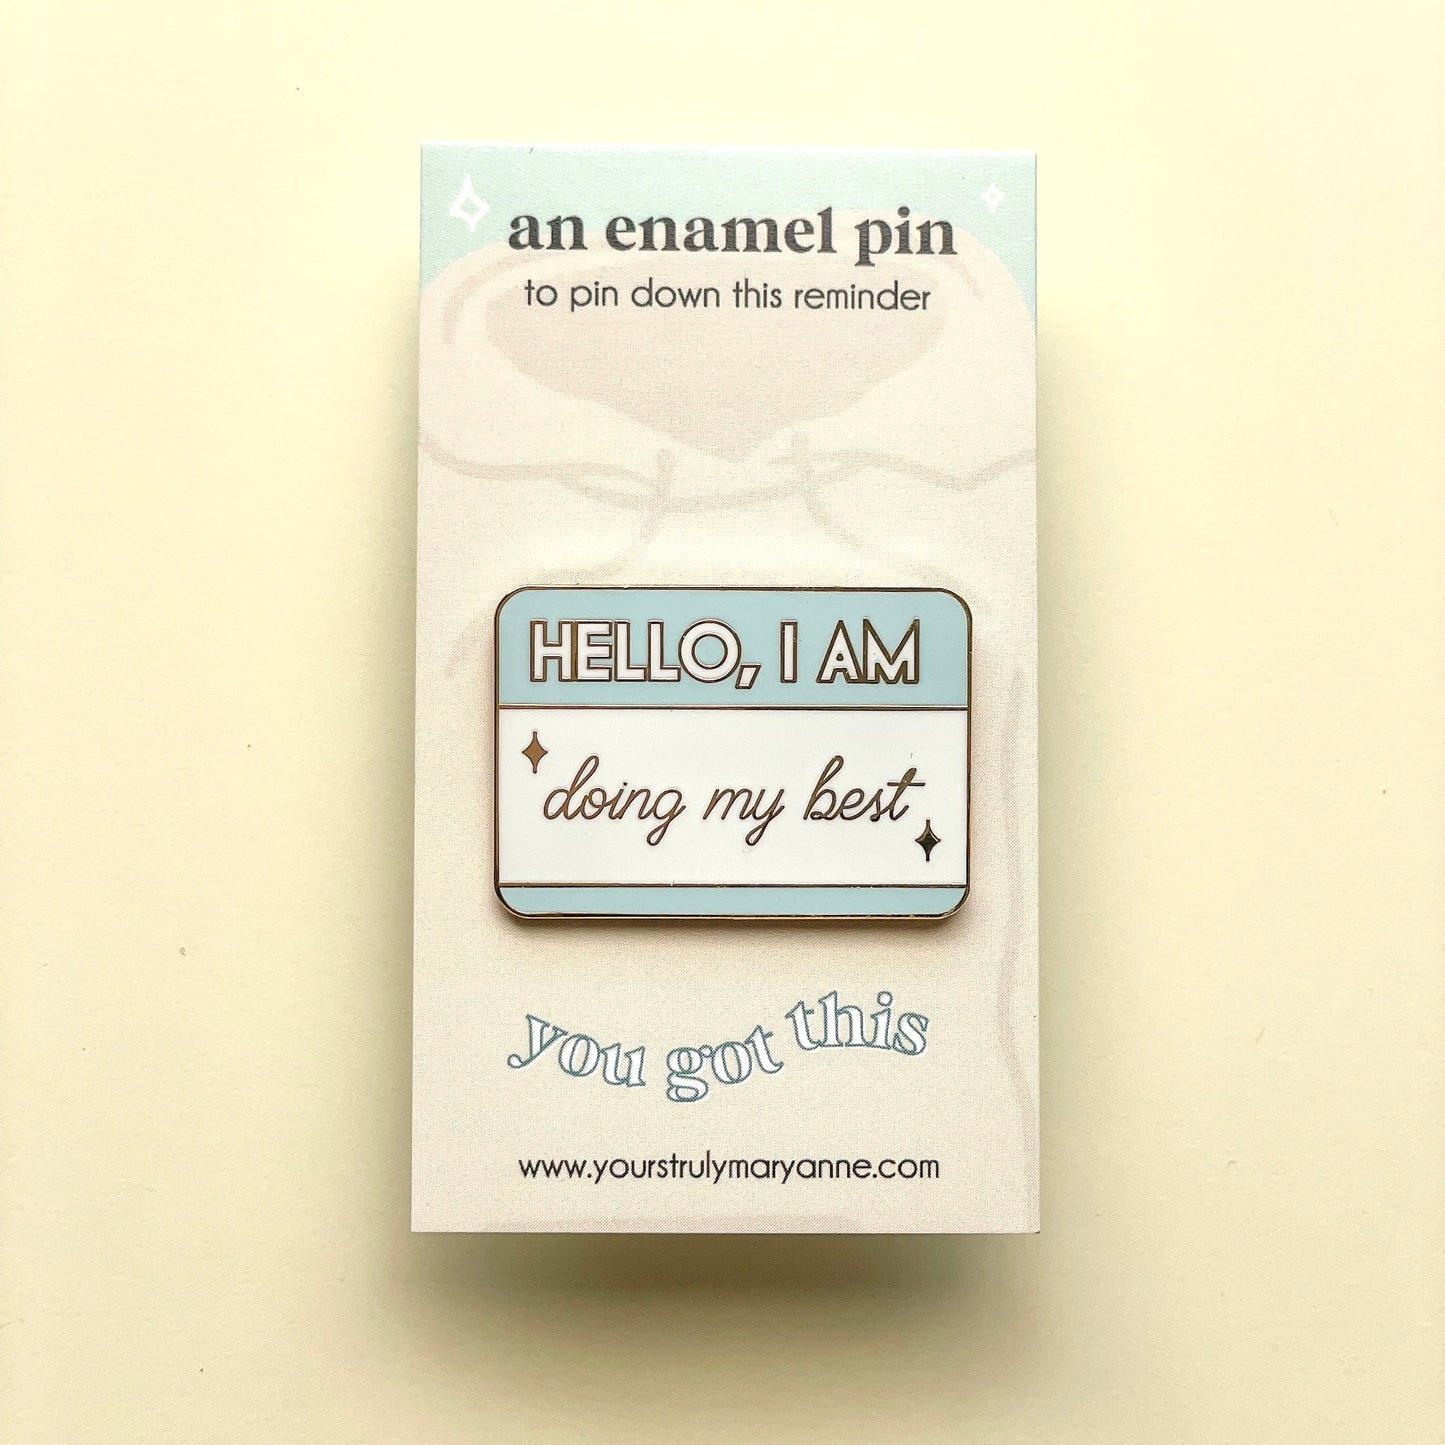 an enamel pin
to pin down this reminder
HELLO, I AM
doing my best
you got this
www.yourstrulymaryanne.com